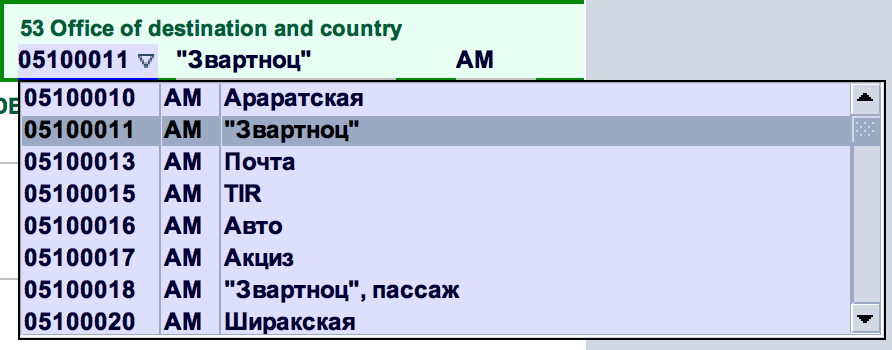 53 Office of destination and country
05100011 "Звартноц" AM
05100010 AM Араратская
05100011 AM "Звартноц"
05100013 AM Почта
05100015 AM TIR
05100016 AM Авто
05100017 AM Акциз
05100018 AM "Звартноц", пассаж
05100020 AM Ширакская